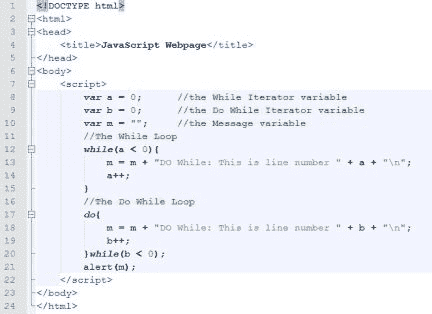 1 <!DOCTYPE html>
2 <html>
3 <head>
4 <title>JavaScript Webpage</title>
5 </head>
6 <body>
7 <script>
8 var a = 0; //the While Iterator variable
9 var b = 0; //the Do While Iterator variable
10 var m = ""; //the Message variable
11 //The While Loop
12 while(a < 0){
13 m = m + "DO While: This is line number " + a + "\n";
14 a++;
15 }
16 //The Do While Loop
17 do{
18 m = m + "DO While: This is line number " + b + "\n";
19 b++;
20 }while(b < 0);
21 alert(m);
22 </script>
23 </body>
24 </html>